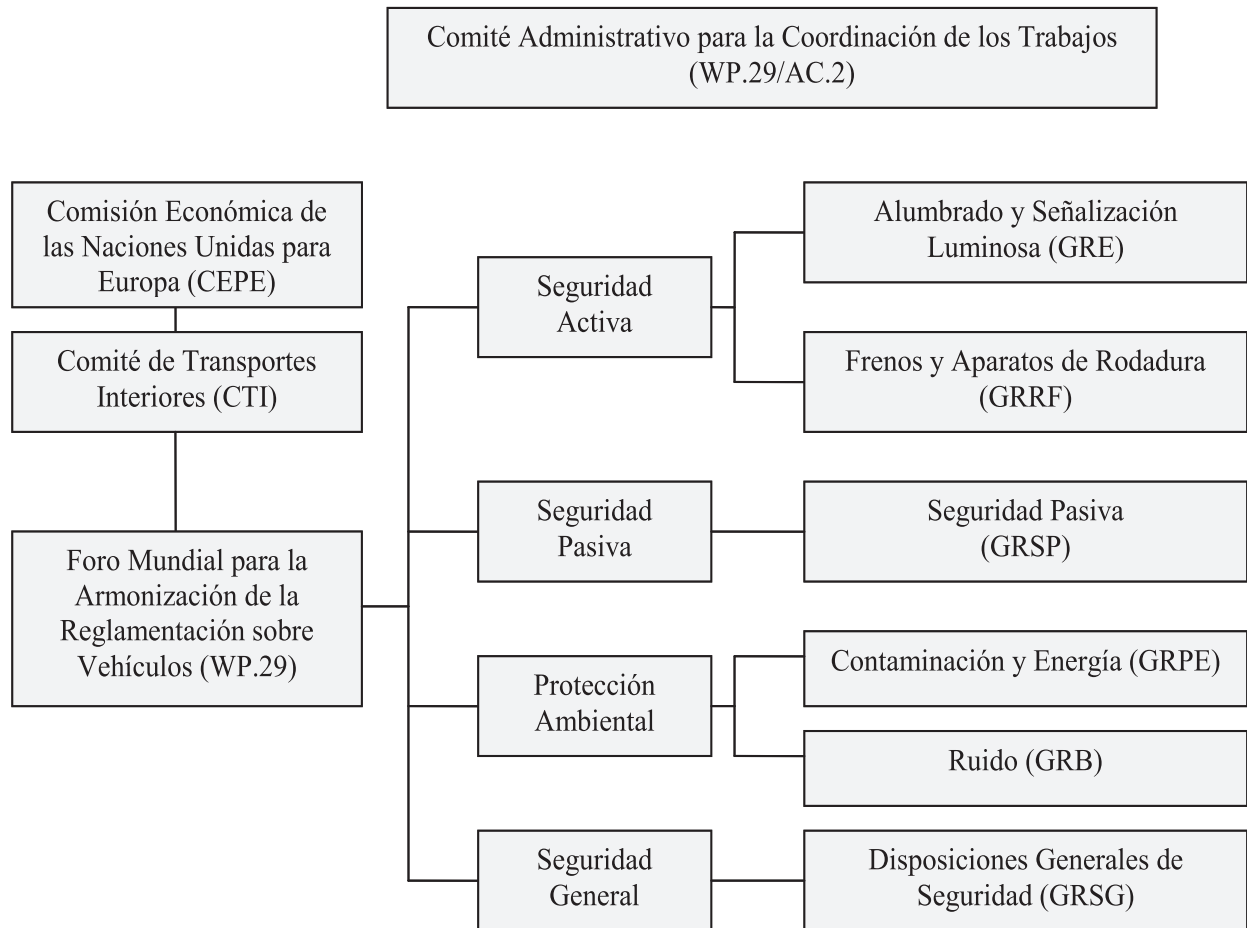 Comité Administrativo para la Coordinación de los Trabajos
(WP.29/AC.2)
Comisión Económica de
las Naciones Unidas para
Europa (CEPE)
Comité de Transportes
Interiores (CTI)
Foro Mundial para la
Armonización de la
Reglamentación sobre
Vehículos (WP.29)
Seguridad
Activa
Alumbrado y Señalización
Luminosa (GRE)
Frenos y Aparatos de Rodadura
(GRRF)
Seguridad
Pasiva
Seguridad Pasiva
(GRSP)
Protección
Ambiental
Contaminación y Energía (GRPE)
Ruido (GRB)
Seguridad
General
Disposiciones Generales de
Seguridad (GRSG)